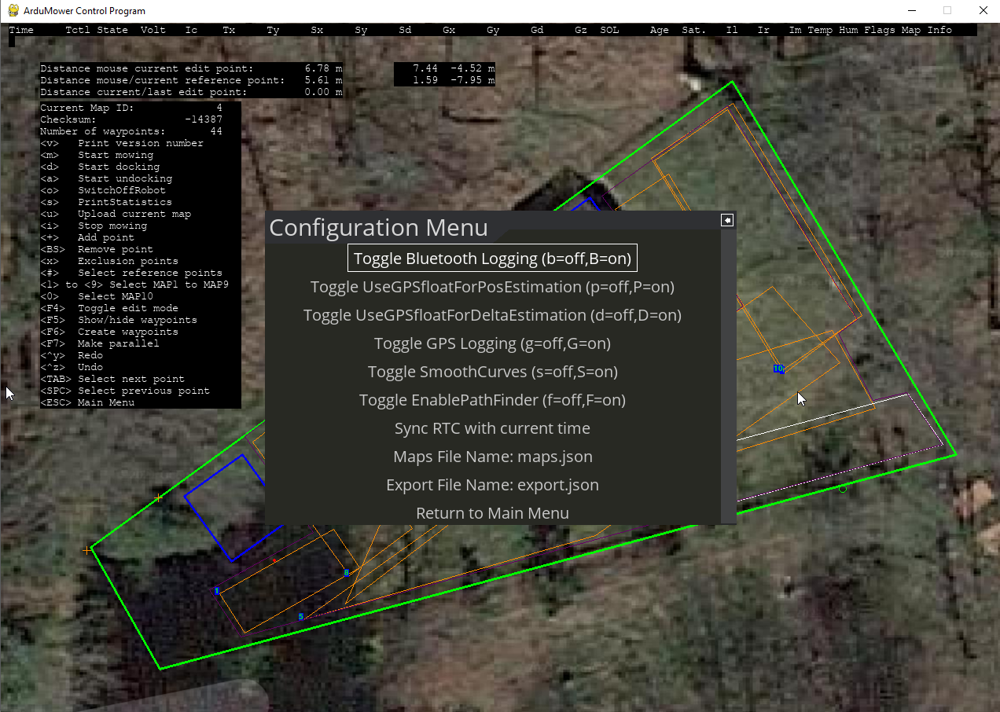 ArduMower Control Program
Time Tctl State Volt Ic Tx Ty Sx Sy Sd Gx Gy Gd Gz SOL Age Sat. Il Ir Im Temp Hum Flags Map Info
Distance mouse current edit point: 6.78 m 7.44 -4.52 m
Distance mouse/current reference point: 5.61 m 1.59 -7.95 m
Distance current/last edit point: 0.00 m
Current Map ID: 4
Checksum: -14387
Number of waypoints: 44
<v> Print version number
<m> Start mowing
<d> Start docking
<a> Start undocking
<o> SwitchOffRobot
<s> PrintStatistics
<u> Upload current map
<i> Stop mowing
<+> Add point
<BS> Remove point
<x> Exclusion points
<#> Select reference points
<1> to <9> Select MAP1 to MAP9
<0> Select MAP10
<F4> Toggle edit mode
<F5> Show/hide waypoints
<F6> Create waypoints
<F7> Make parallel
<^y> Redo
<^z> Undo
<TAB> Select next point
<SPC> Select previous point
<ESC> Main Menu
Configuration Menu
Toggle Bluetooth Logging (b=off,B=on)
Toggle UseGPSfloatForPosEstimation (p=off,P=on)
Toggle UseGPSfloatForDeltaEstimation (d=off,D=on)
Toggle GPS Logging (g=off,G=on)
Toggle SmoothCurves (s=off,S=on)
Toggle EnablePathFinder (f=off,F=on)
Sync RTC with current time
Maps File Name: maps.json
Export File Name: export.json
Return to Main Menu
10
6
1
5